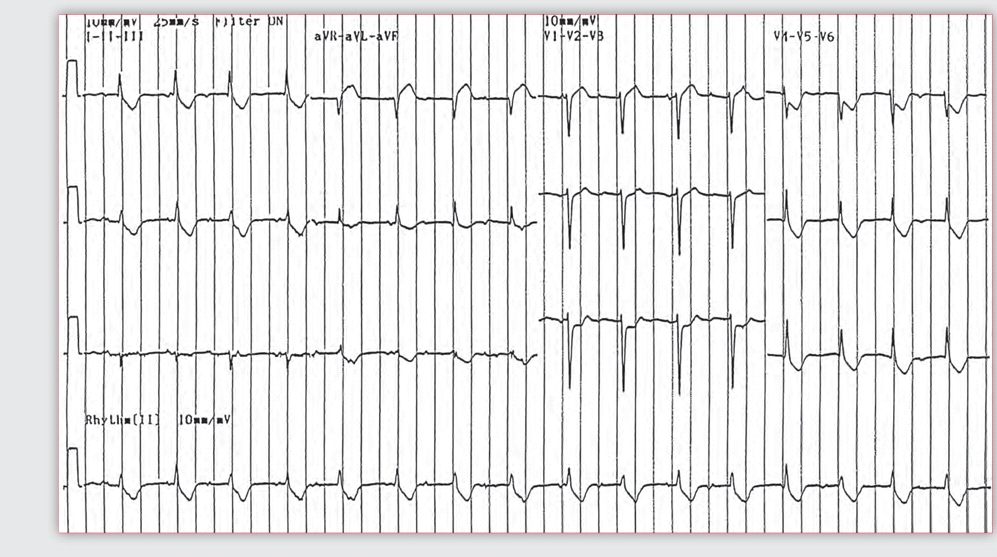 10mm/mV 25mm/s Filter ON 10mm/mV
I-II-III aVR-aVL-aVF V1-V2-V3 V4-V5-V6
Rhythm[II] 10mm/mV